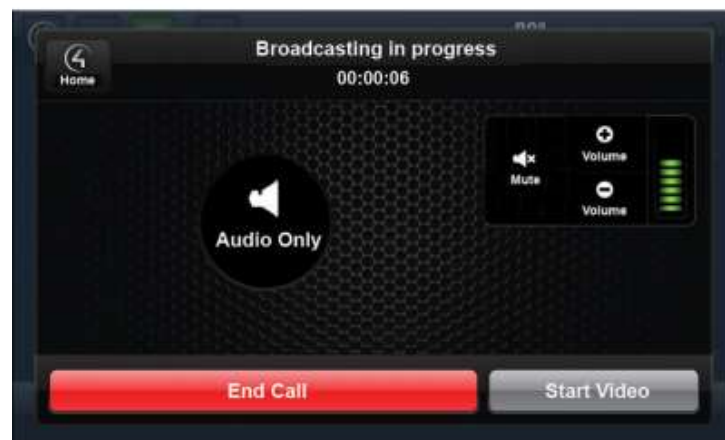 Broadcasting in progress
00:00:06
Home
Volume
Mute
Volume
Audio Only
End Call
Start Video